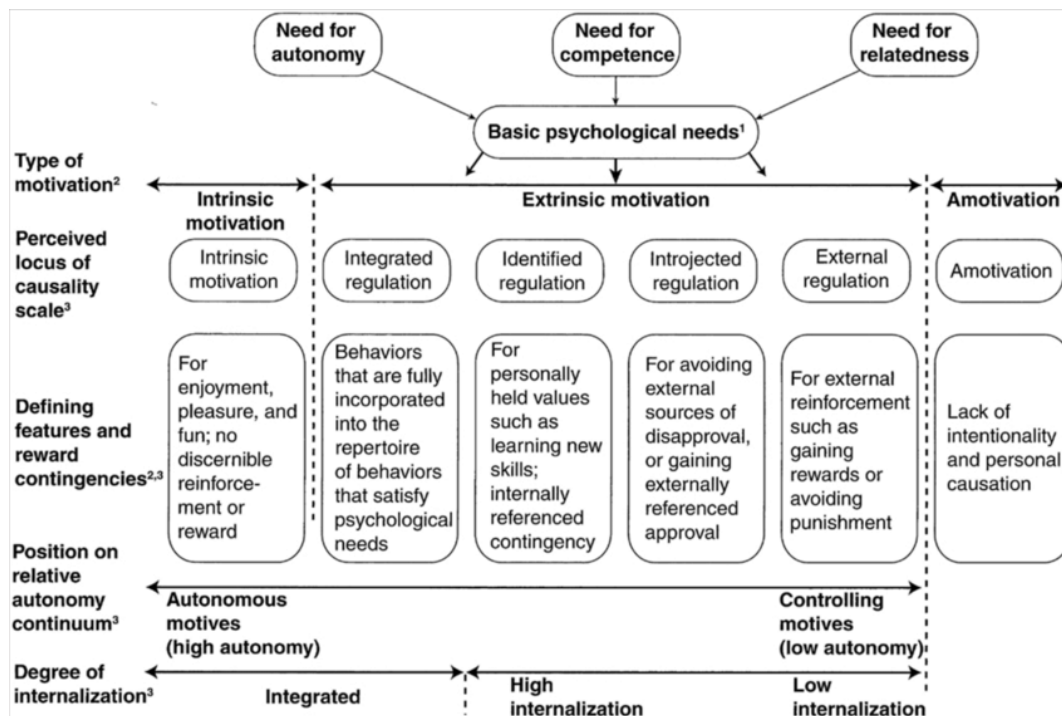 Need for
autonomy
Need for
competence
Need for
relatedness
Basic psychological needs¹
Type of
motivation²
Intrinsic
motivation
Extrinsic motivation
Amotivation
Perceived
locus of
causality
scale³
Intrinsic
motivation
Integrated
regulation
Identified
regulation
Introjected
regulation
External
regulation
Amotivation
Defining
features and
reward
contingencies²,³
For
enjoyment,
pleasure, and
fun; no
discernible
reinforce-
ment or
reward
Behaviors
that are fully
incorporated
into the
repertoire
of behaviors
that satisfy
psychological
needs
For
personally
held values
such as
learning new
skills;
internally
referenced
contingency
For avoiding
external
sources of
disapproval,
or gaining
externally
referenced
approval
For external
reinforcement
such as
gaining
rewards or
avoiding
punishment
Lack of
intentionality
and personal
causation
Position on
relative
autonomy
continuum³
Autonomous
motives
(high autonomy)
Controlling
motives
(low autonomy)
Degree of
internalization³
Integrated
High
internalization
Low
internalization